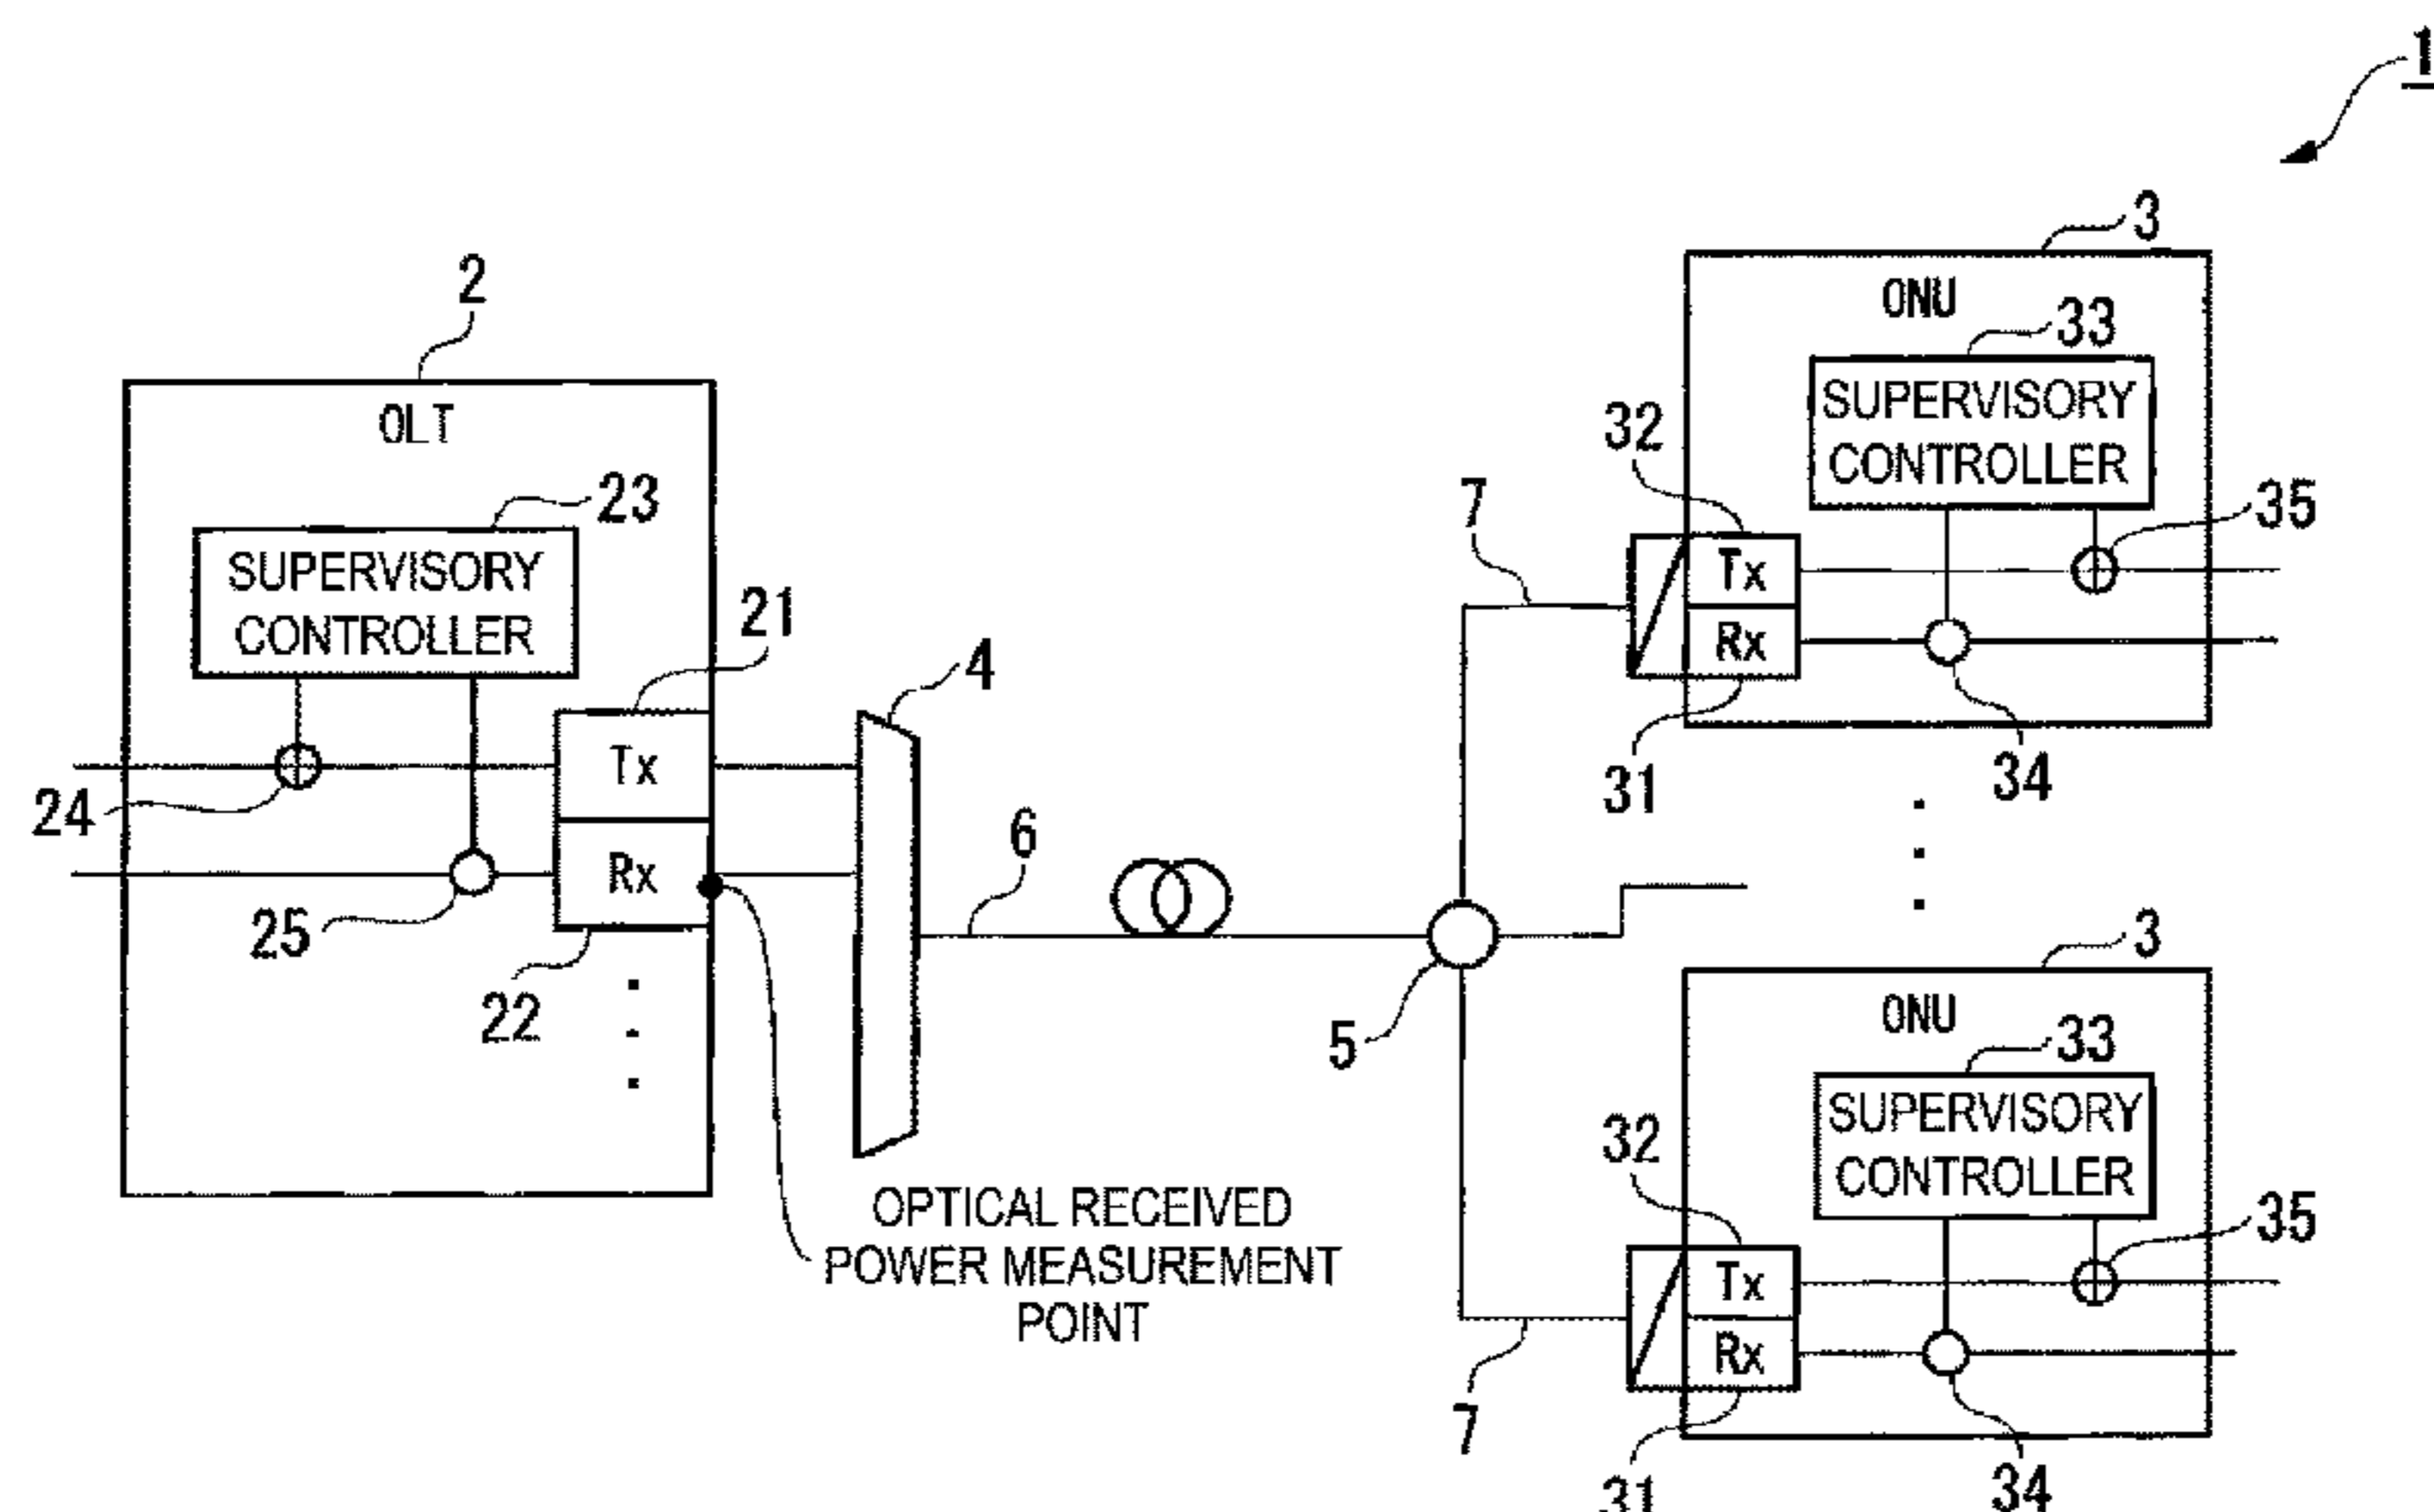 1
3
ONU
33
SUPERVISORY
CONTROLLER
32
Tx
Rx
35
31
34
7
2
OLT
23
SUPERVISORY
CONTROLLER
21
Tx
Rx
24
25
22
4
6
5
OPTICAL RECEIVED
POWER MEASUREMENT
POINT
3
ONU
33
SUPERVISORY
CONTROLLER
32
Tx
Rx
35
7
31
34